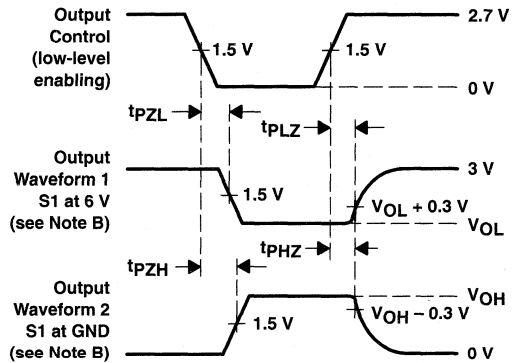 Output
Control
(low-level
enabling)
1.5 V
1.5 V
2.7 V
0 V
tPZL
tPLZ
Output
Waveform 1
S1 at 6 V
(see Note B)
1.5 V
3 V
VOL + 0.3 V
VOL
tPZH
tPHZ
Output
Waveform 2
S1 at GND
(see Note B)
1.5 V
VOH
VOH − 0.3 V
0 V